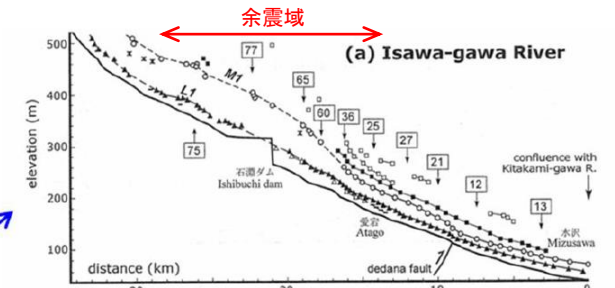 余震域
(a) Isawa-gawa River
500
400
300
200
100
elevation (m)
distance (km)
M1
L1
77
65
60
36
25
27
21
12
13
75
石淵ダム
Ishibuchi dam
愛宕
Atago
dedana fault
confluence with
Kitakami-gawa R.
水沢
Mizusawa